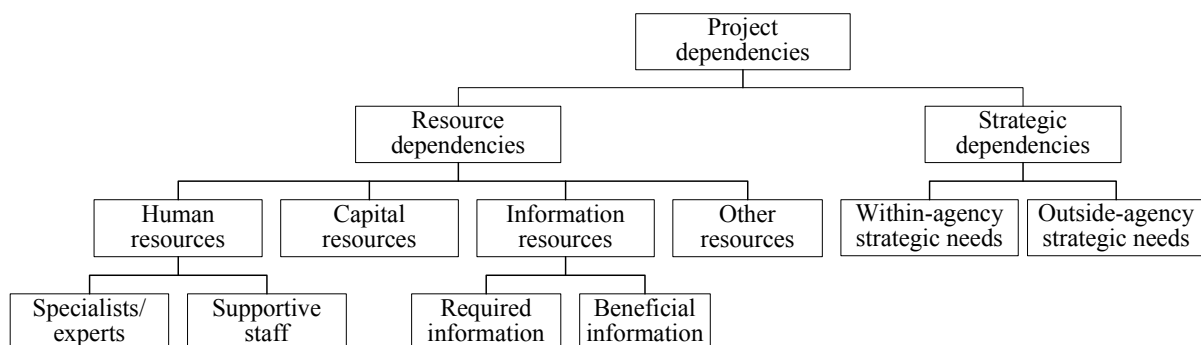 Project
dependencies
Resource
dependencies
Strategic
dependencies
Human
resources
Capital
resources
Information
resources
Other
resources
Within-agency
strategic needs
Outside-agency
strategic needs
Specialists/
experts
Supportive
staff
Required
information
Beneficial
information